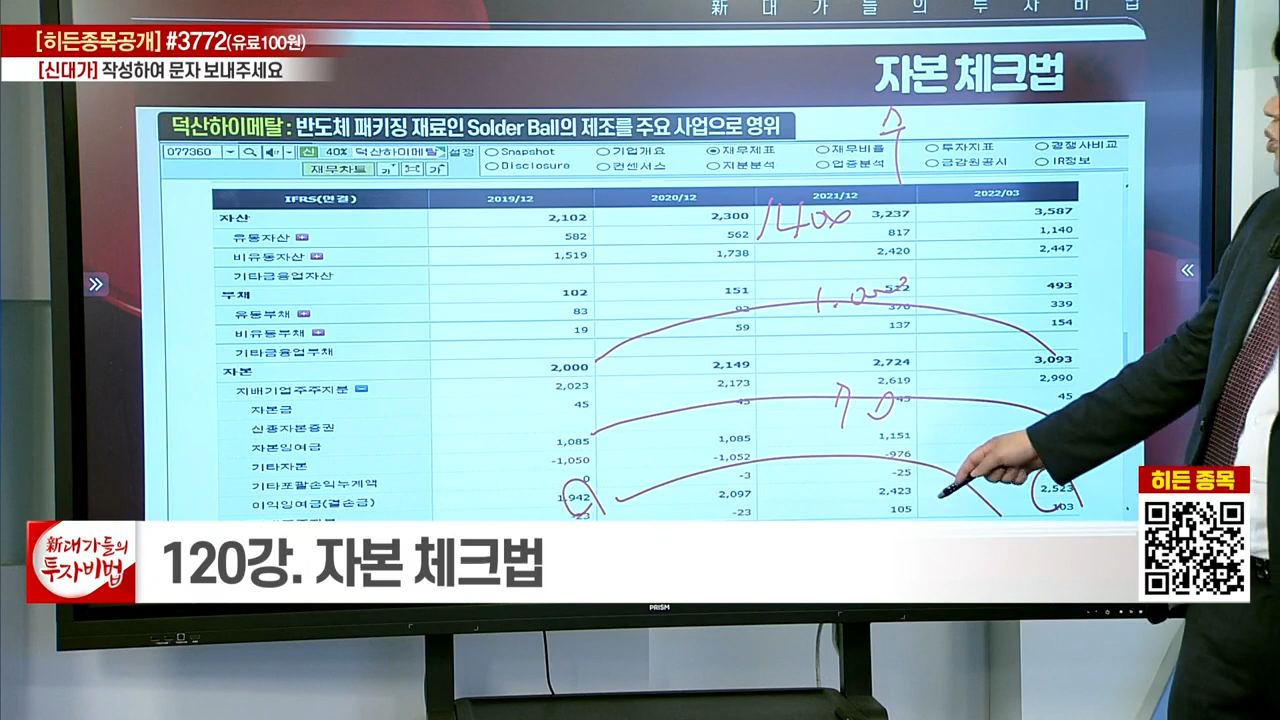 新 대 가 들 의 투 자 비 법
[히든종목공개] #3772(유료100원)
[신대가] 작성하여 문자 보내주세요
자본 체크법
덕산하이메탈 : 반도체 패키징 재료인 Solder Ball의 제조를 주요 사업으로 영위
077360 신 40% 덕산하이메탈 설정 Snapshot 기업개요 재무제표 재무비율 투자지표 경쟁사비교
재무차트 Disclosure 컨센서스 지분분석 업종분석 금감원공시 IR정보
IFRS(연결) 2019/12 2020/12 2021/12 2022/03
자산 2,102 2,300 3,237 3,587
1400
유동자산 582 562 817 1,140
비유동자산 1,519 1,738 2,420 2,447
기타금융업자산
부채 102 151 493
유동부채 83 339
비유동부채 19 59 137 154
기타금융업부채
자본 2,000 2,149 2,724 3,093
지배기업주주지분 2,023 2,173 2,619 2,990
자본금 45 45 45 45
신종자본증권
자본잉여금 1,085 1,085 1,151
기타자본 -1,050 -1,052 -976
기타포괄손익누계액 0 -3 -25
이익잉여금(결손금) 1,942 2,097 2,423 2,523
-23 -23 105 103
히든 종목
新대가들의
투자비법
120강. 자본 체크법
PRISM